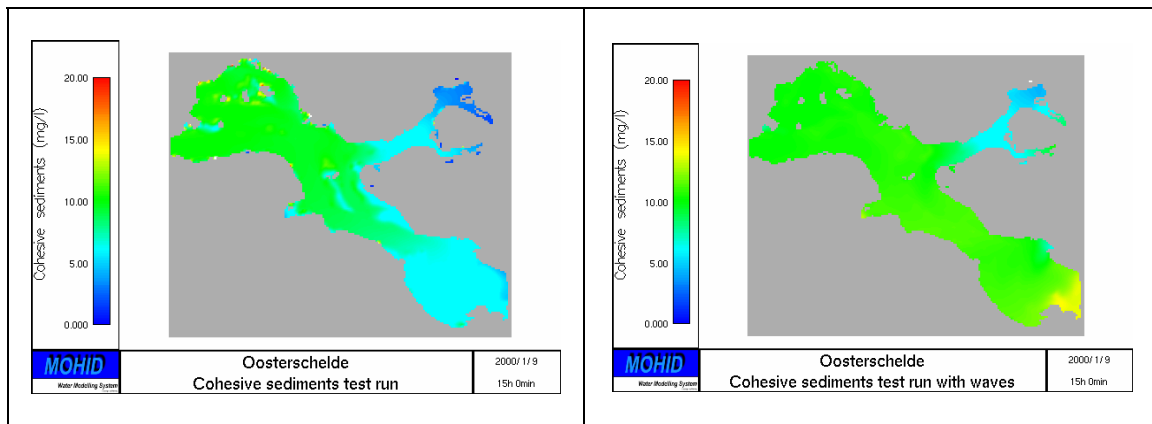 20.00
15.00
10.00
5.00
0.000
Cohesive sediments (mg/l)
MOHID
Water Modelling System
Oosterschelde
Cohesive sediments test run
2000/1/9
15h 0min
20.00
15.00
10.00
5.00
0.000
Cohesive sediments (mg/l)
MOHID
Water Modelling System
Oosterschelde
Cohesive sediments test run with waves
2000/1/9
15h 0min